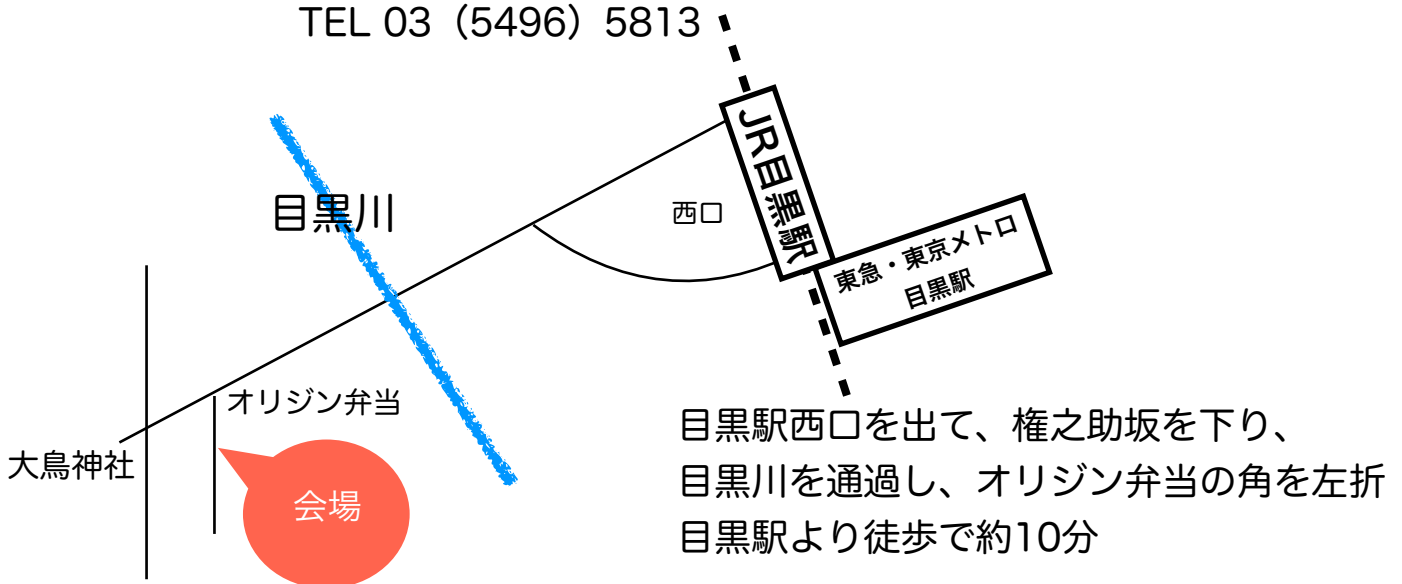 TEL 03（5496）5813
JR目黒駅
目黒川
西口
東急・東京メトロ
目黒駅
オリジン弁当
大鳥神社
会場
目黒駅西口を出て、権之助坂を下り、
目黒川を通過し、オリジン弁当の角を左折
目黒駅より徒歩で約10分